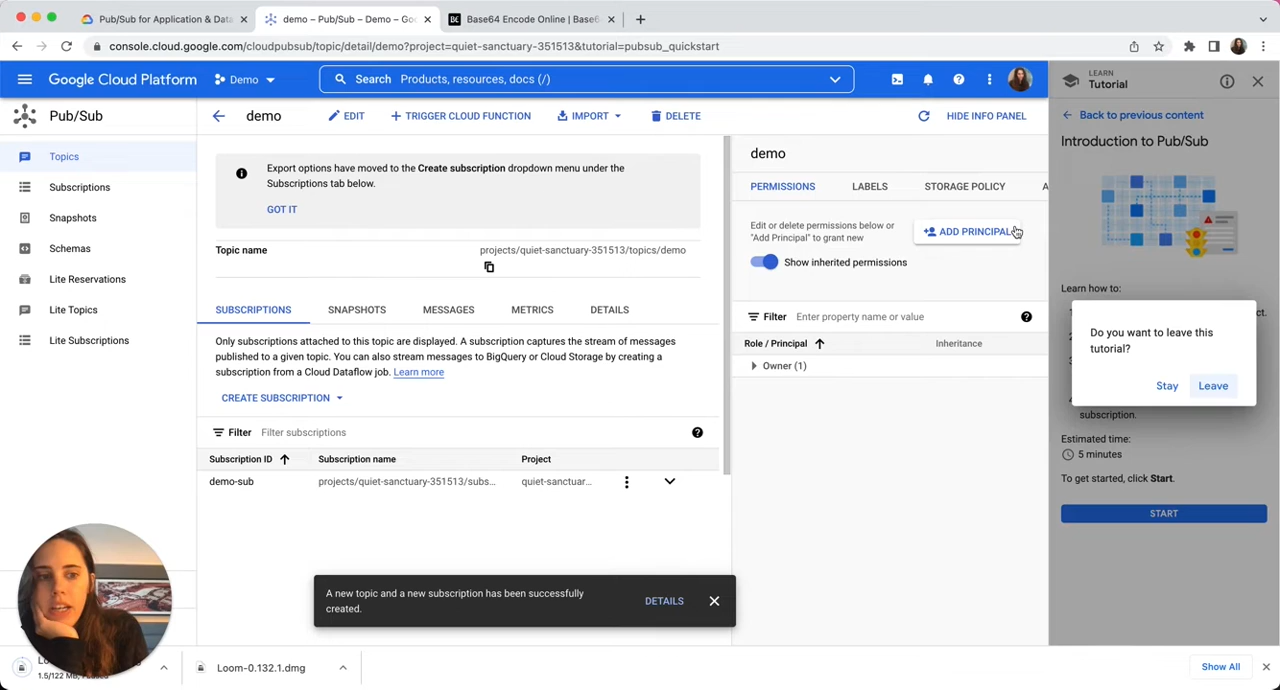 Pub/Sub for Application & Data
demo – Pub/Sub – Demo – Goo
BE Base64 Encode Online | Base6
console.cloud.google.com/cloudpubsub/topic/detail/demo?project=quiet-sanctuary-351513&tutorial=pubsub_quickstart
Google Cloud Platform
Demo
Search Products, resources, docs (/)
LEARN
Tutorial
Pub/Sub
demo
EDIT
TRIGGER CLOUD FUNCTION
IMPORT
DELETE
HIDE INFO PANEL
Back to previous content
Topics
Subscriptions
Snapshots
Schemas
Lite Reservations
Lite Topics
Lite Subscriptions
Export options have moved to the Create subscription dropdown menu under the
Subscriptions tab below.
GOT IT
Topic name
projects/quiet-sanctuary-351513/topics/demo
SUBSCRIPTIONS
SNAPSHOTS
MESSAGES
METRICS
DETAILS
Only subscriptions attached to this topic are displayed. A subscription captures the stream of messages
published to a given topic. You can also stream messages to BigQuery or Cloud Storage by creating a
subscription from a Cloud Dataflow job. Learn more
CREATE SUBSCRIPTION
Filter Filter subscriptions
Subscription ID
Subscription name
Project
demo-sub
projects/quiet-sanctuary-351513/subs...
quiet-sanctuar...
A new topic and a new subscription has been successfully
created.
DETAILS
demo
PERMISSIONS
LABELS
STORAGE POLICY
A
Edit or delete permissions below or
"Add Principal" to grant new
ADD PRINCIPAL
Show inherited permissions
Filter Enter property name or value
Role / Principal
Inheritance
Owner (1)
Introduction to Pub/Sub
Learn how to:
Do you want to leave this
tutorial?
Stay
Leave
subscription.
Estimated time:
5 minutes
To get started, click Start.
START
1.5/122 MB,
Loom-0.132.1.dmg
Show All